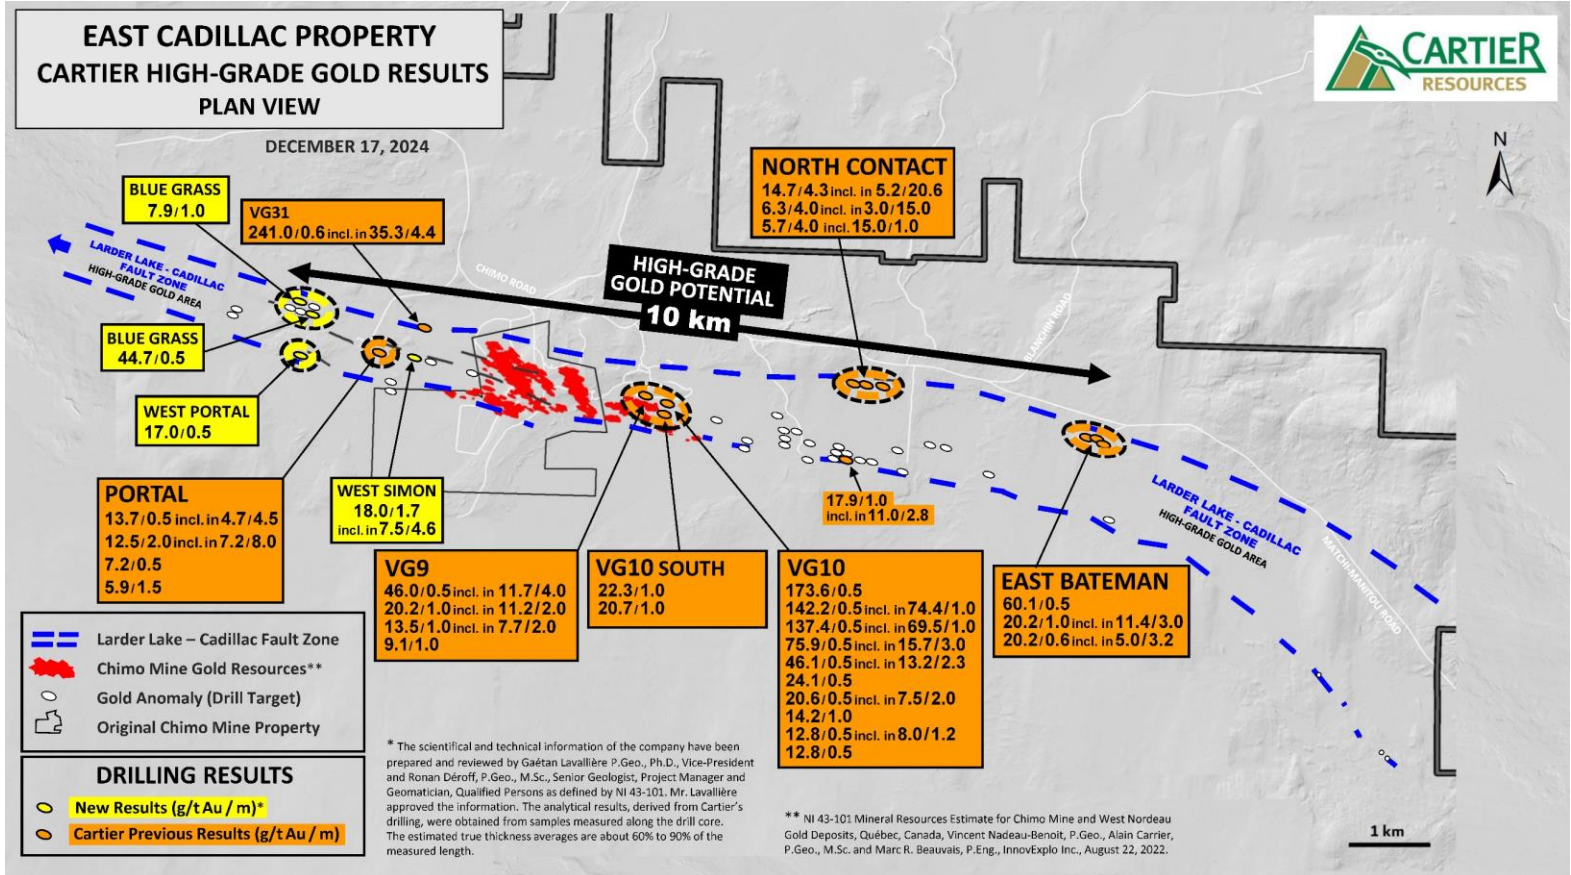 EAST CADILLAC PROPERTY
CARTIER HIGH-GRADE GOLD RESULTS
PLAN VIEW
DECEMBER 17, 2024
CARTIER
RESOURCES
N
BLUE GRASS
7.9/1.0
VG31
241.0/0.6 incl. in 35.3/4.4
NORTH CONTACT
14.7/4.3 incl. in 5.2/20.6
6.3/4.0 incl. in 3.0/15.0
5.7/4.0 incl. 15.0/1.0
LARDER LAKE - CADILLAC
FAULT ZONE
HIGH-GRADE GOLD AREA
CHIMO ROAD
HIGH-GRADE
GOLD POTENTIAL
10 km
BLANCHIN ROAD
BLUE GRASS
44.7/0.5
WEST PORTAL
17.0/0.5
PORTAL
13.7/0.5 incl. in 4.7/4.5
12.5/2.0 incl. in 7.2/8.0
7.2/0.5
5.9/1.5
WEST SIMON
18.0/1.7
incl. in 7.5/4.6
17.9/1.0
incl. in 11.0/2.8
LARDER LAKE - CADILLAC
FAULT ZONE
HIGH-GRADE GOLD AREA
MATCHI-MANITOU ROAD
VG9
46.0/0.5 incl. in 11.7/4.0
20.2/1.0 incl. in 11.2/2.0
13.5/1.0 incl. in 7.7/2.0
9.1/1.0
VG10 SOUTH
22.3/1.0
20.7/1.0
VG10
173.6/0.5
142.2/0.5 incl. in 74.4/1.0
137.4/0.5 incl. in 69.5/1.0
75.9/0.5 incl. in 15.7/3.0
46.1/0.5 incl. in 13.2/2.3
24.1/0.5
20.6/0.5 incl. in 7.5/2.0
14.2/1.0
12.8/0.5 incl. in 8.0/1.2
12.8/0.5
EAST BATEMAN
60.1/0.5
20.2/1.0 incl. in 11.4/3.0
20.2/0.6 incl. in 5.0/3.2
Larder Lake – Cadillac Fault Zone
Chimo Mine Gold Resources**
Gold Anomaly (Drill Target)
Original Chimo Mine Property
DRILLING RESULTS
New Results (g/t Au / m)*
Cartier Previous Results (g/t Au / m)
* The scientifical and technical information of the company have been
prepared and reviewed by Gaétan Lavallière P.Geo., Ph.D., Vice-President
and Ronan Déroff, P.Geo., M.Sc., Senior Geologist, Project Manager and
Geomatician, Qualified Persons as defined by NI 43-101. Mr. Lavallière
approved the information. The analytical results, derived from Cartier's
drilling, were obtained from samples measured along the drill core.
The estimated true thickness averages are about 60% to 90% of the
measured length.
** NI 43-101 Mineral Resources Estimate for Chimo Mine and West Nordeau
Gold Deposits, Québec, Canada, Vincent Nadeau-Benoit, P.Geo., Alain Carrier,
P.Geo., M.Sc. and Marc R. Beauvais, P.Eng., InnovExplo Inc., August 22, 2022.
1 km